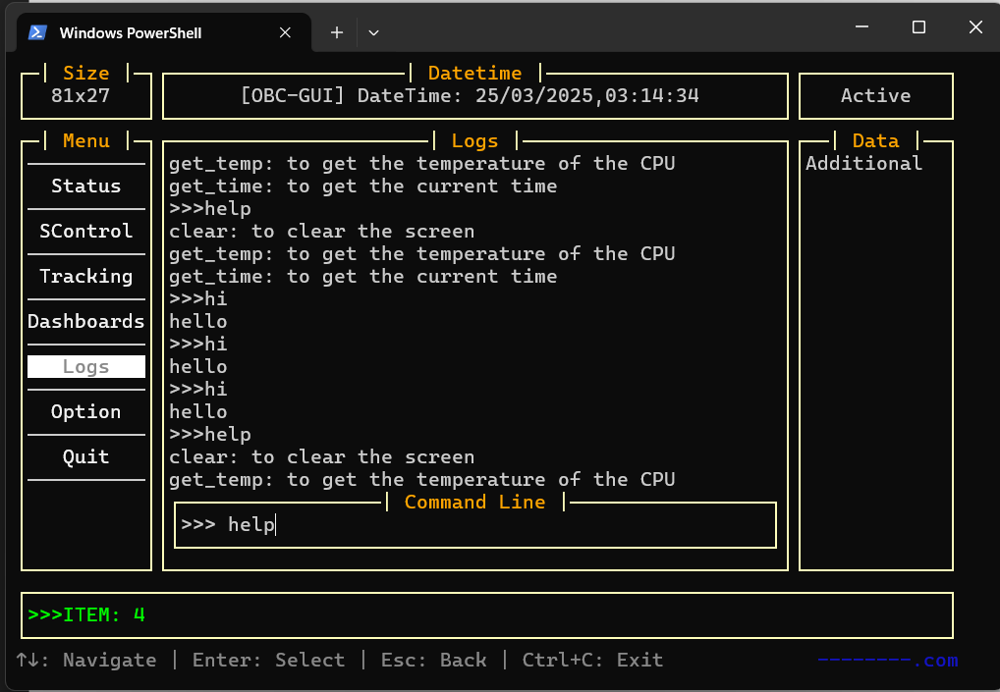 Windows PowerShell
Size
81x27
Datetime
[OBC-GUI] DateTime: 25/03/2025,03:14:34
Active
Menu
Status
SControl
Tracking
Dashboards
Logs
Option
Quit
Logs
get_temp: to get the temperature of the CPU
get_time: to get the current time
>>>help
clear: to clear the screen
get_temp: to get the temperature of the CPU
get_time: to get the current time
>>>hi
hello
>>>hi
hello
>>>hi
hello
>>>help
clear: to clear the screen
get_temp: to get the temperature of the CPU
Command Line
>>> help
Data
Additional
>>>ITEM: 4
↑↓: Navigate | Enter: Select | Esc: Back | Ctrl+C: Exit
--------.com